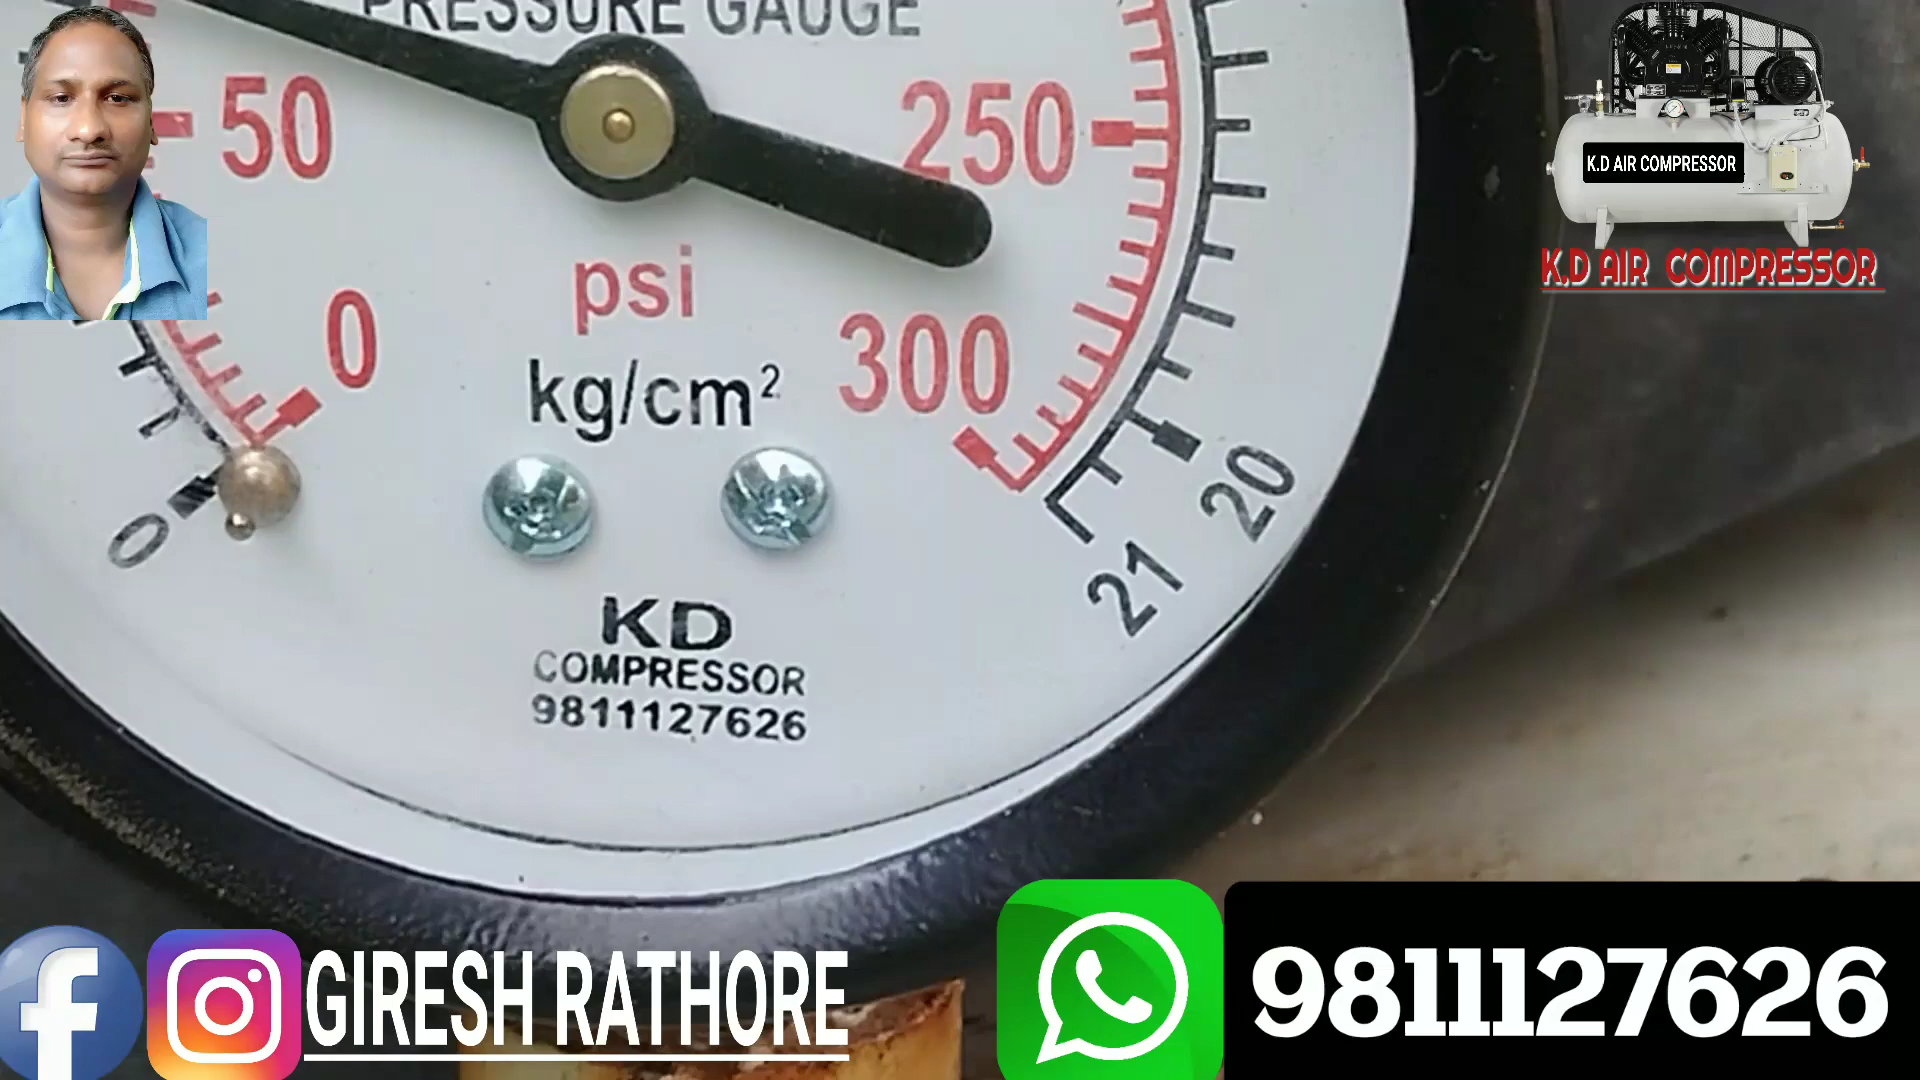 PRESSURE GAUGE
50
250
K.D AIR COMPRESSOR
K,D AIR COMPRESSOR
psi
0
300
kg/cm²
0
20
21
KD
COMPRESSOR
9811127626
GIRESH RATHORE
9811127626